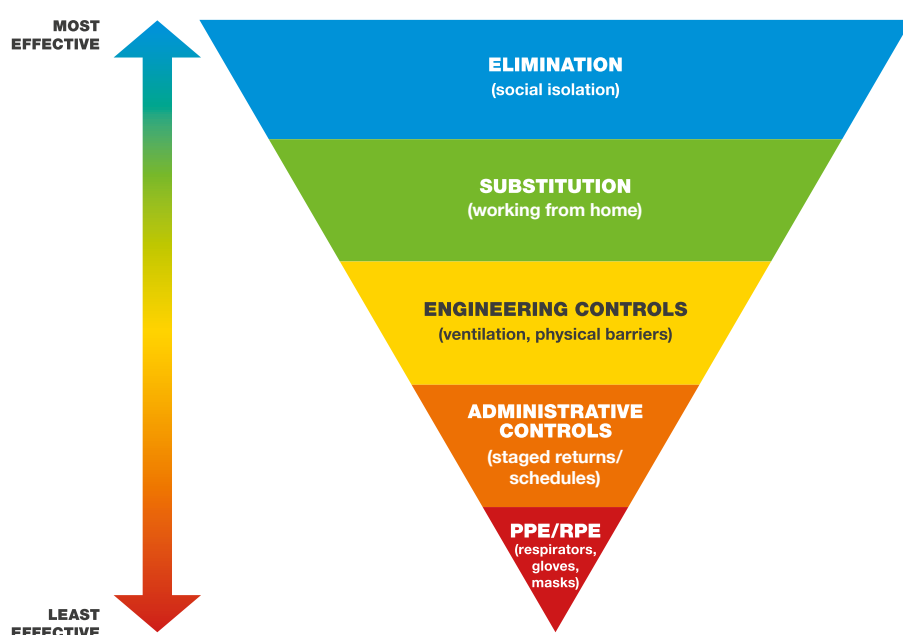 MOST
EFFECTIVE
ELIMINATION
(social isolation)
SUBSTITUTION
(working from home)
ENGINEERING CONTROLS
(ventilation, physical barriers)
ADMINISTRATIVE
CONTROLS
(staged returns/
schedules)
PPE/RPE
(respirators,
gloves,
masks)
LEAST
EFFECTIVE